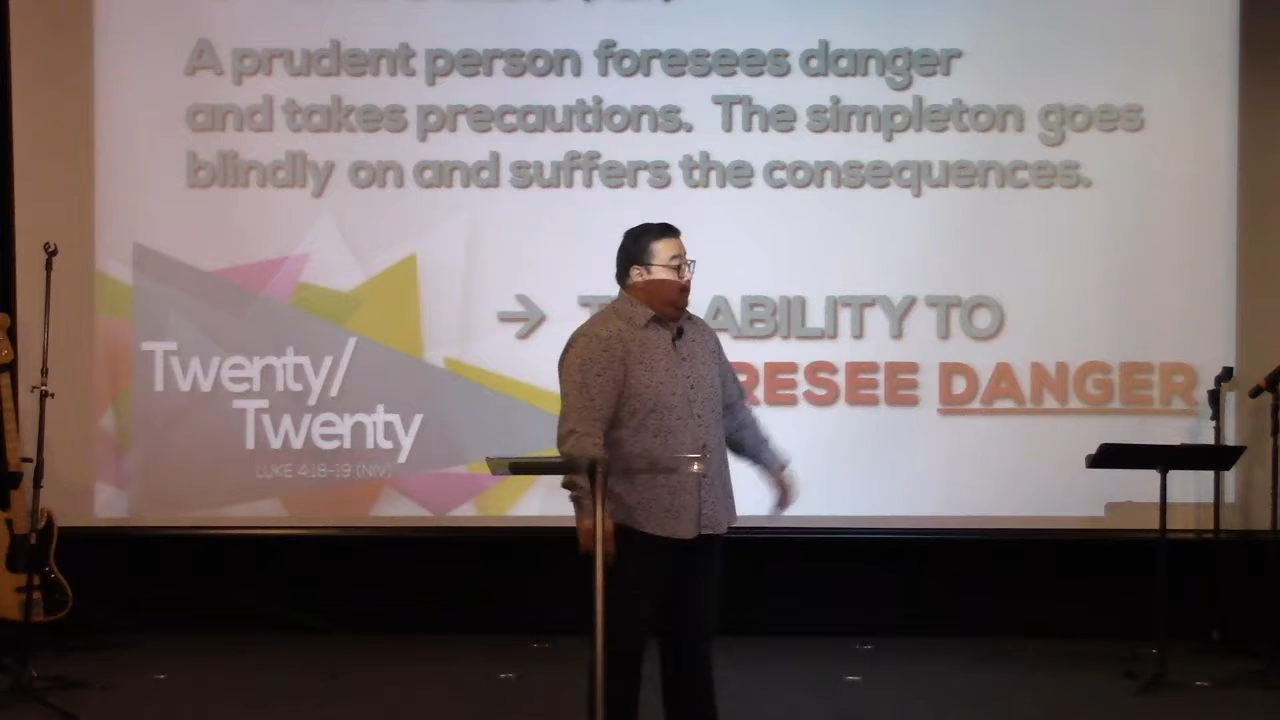 A prudent person foresees danger
and takes precautions. The simpleton goes
blindly on and suffers the consequences.
→ ABILITY TO
DANGER
Twenty/
Twenty
LUKE 4:18-19 (NIV)